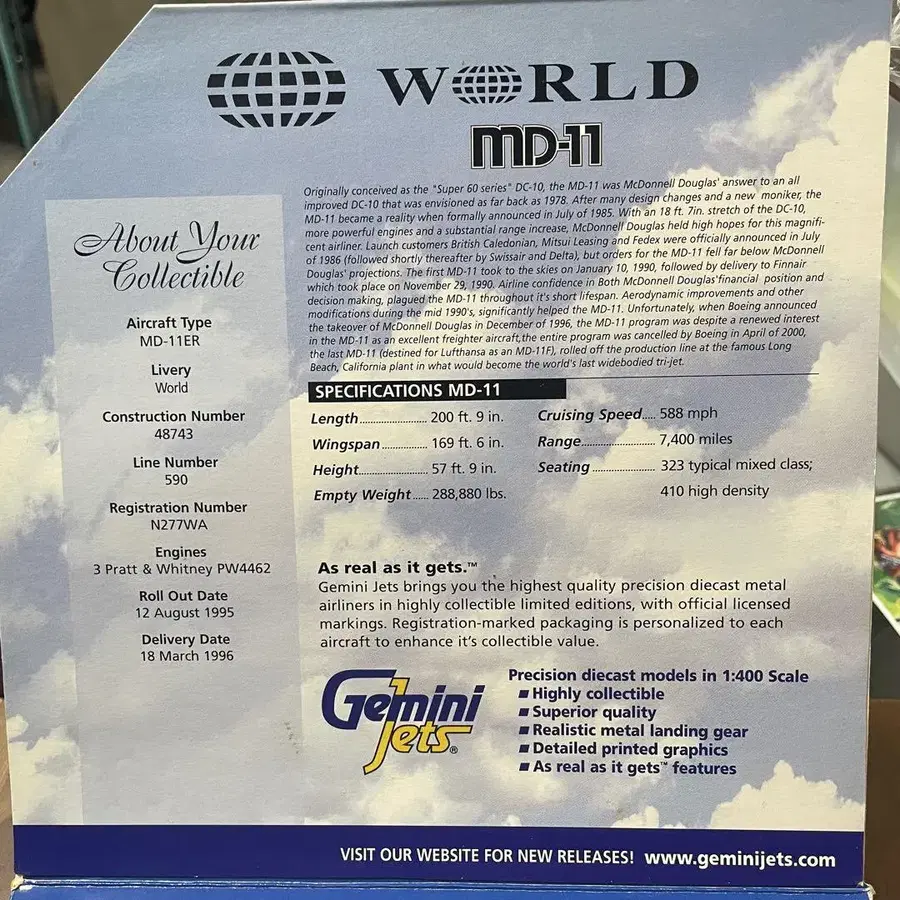 WORLD
MD-11
Originally conceived as the "Super 60 series" DC-10, the MD-11 was McDonnell Douglas' answer to an all
improved DC-10 that was envisioned as far back as 1978. After many design changes and a new moniker, the
MD-11 became a reality when formally announced in July of 1985. With an 18 ft. 7in. stretch of the DC-10,
more powerful engines and a substantial range increase, McDonnell Douglas held high hopes for this magnifi-
cent airliner. Launch customers British Caledonian, Mitsui Leasing and Fedex were officially announced in July
of 1986 (followed shortly thereafter by Swissair and Delta), but orders for the MD-11 fell far below McDonnell
Douglas' projections. The first MD-11 took to the skies on January 10, 1990, followed by delivery to Finnair
which took place on November 29, 1990. Airline confidence in Both McDonnell Douglas'financial position and
decision making, plagued the MD-11 throughout it's short lifespan. Aerodynamic improvements and other
modifications during the mid 1990's, significantly helped the MD-11. Unfortunately, when Boeing announced
the takeover of McDonnell Douglas in December of 1996, the MD-11 program was despite a renewed interest
in the MD-11 as an excellent freighter aircraft,the entire program was cancelled by Boeing in April of 2000,
the last MD-11 (destined for Lufthansa as an MD-11F), rolled off the production line at the famous Long
Beach, California plant in what would become the world's last widebodied tri-jet.
About Your
Collectible
Aircraft Type
MD-11ER
Livery
World
Construction Number
48743
Line Number
590
Registration Number
N277WA
Engines
3 Pratt & Whitney PW4462
Roll Out Date
12 August 1995
Delivery Date
18 March 1996
SPECIFICATIONS MD-11
Length........................ 200 ft. 9 in.
Wingspan................ 169 ft. 6 in.
Height........................ 57 ft. 9 in.
Empty Weight...... 288,880 lbs.
Cruising Speed.... 588 mph
Range.......................... 7,400 miles
Seating...................... 323 typical mixed class;
410 high density
As real as it gets.™
Gemini Jets brings you the highest quality precision diecast metal
airliners in highly collectible limited editions, with official licensed
markings. Registration-marked packaging is personalized to each
aircraft to enhance it's collectible value.
Gemini
Jets®
Precision diecast models in 1:400 Scale
■ Highly collectible
■ Superior quality
■ Realistic metal landing gear
■ Detailed printed graphics
■ As real as it gets™ features
VISIT OUR WEBSITE FOR NEW RELEASES! www.geminijets.com